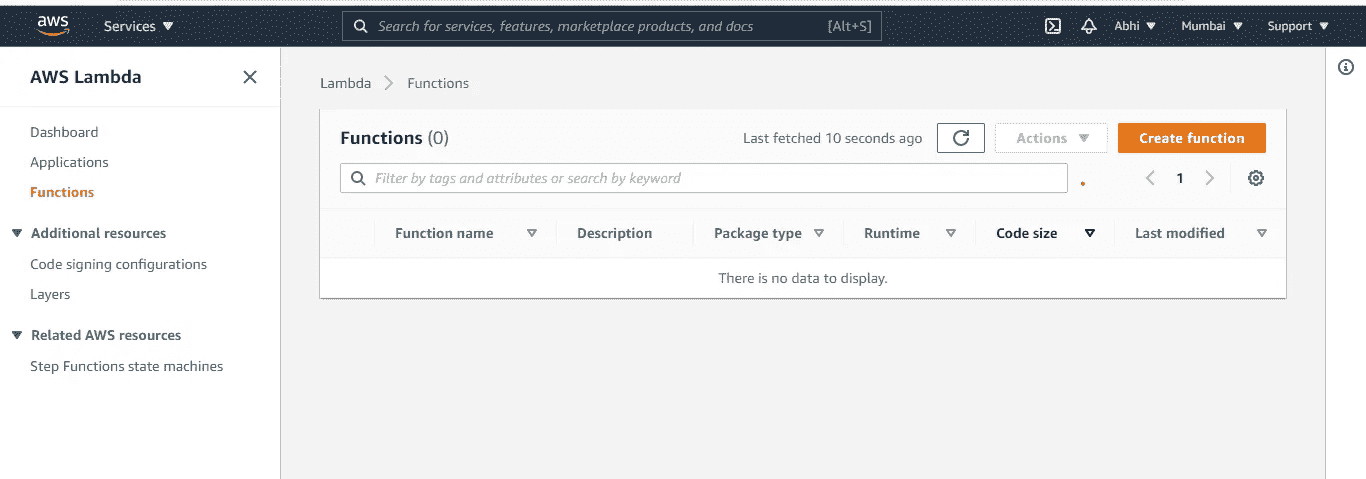 aws Services Search for services, features, marketplace products, and docs [Alt+S] Abhi Mumbai Support
AWS Lambda
Dashboard
Applications
Functions
Additional resources
Code signing configurations
Layers
Related AWS resources
Step Functions state machines
Lambda Functions
Functions (0) Last fetched 10 seconds ago Actions Create function
Filter by tags and attributes or search by keyword 1
Function name Description Package type Runtime Code size Last modified
There is no data to display.